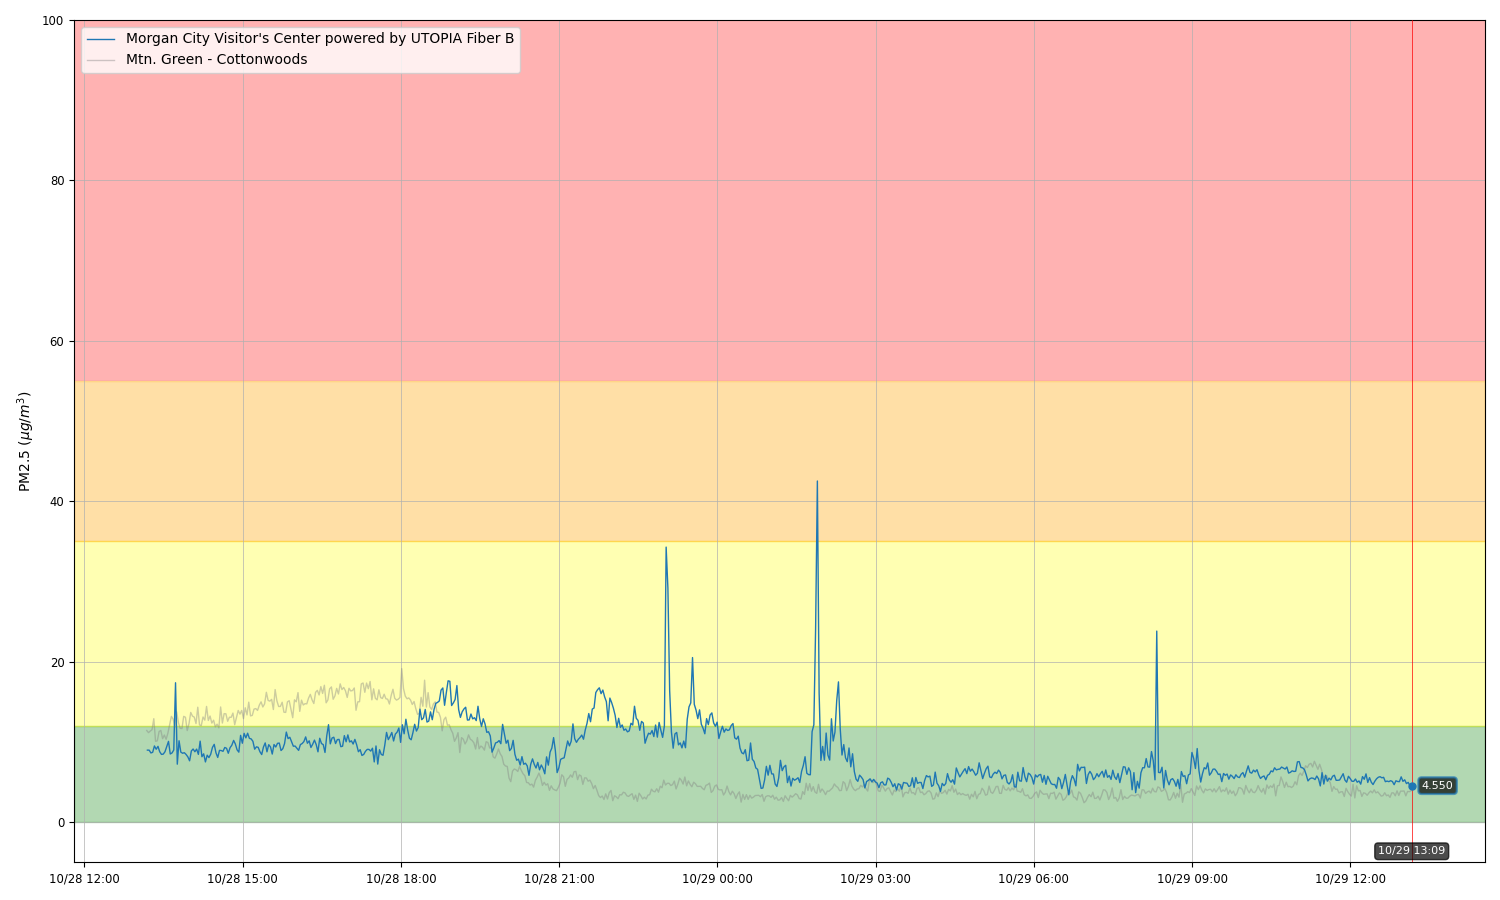 100
Morgan City Visitor's Center powered by UTOPIA Fiber B
Mtn. Green - Cottonwoods
80
60
PM2.5 (μg/m³)
40
20
4.550
0
10/29 13:09
10/28 12:00 10/28 15:00 10/28 18:00 10/28 21:00 10/29 00:00 10/29 03:00 10/29 06:00 10/29 09:00 10/29 12:00